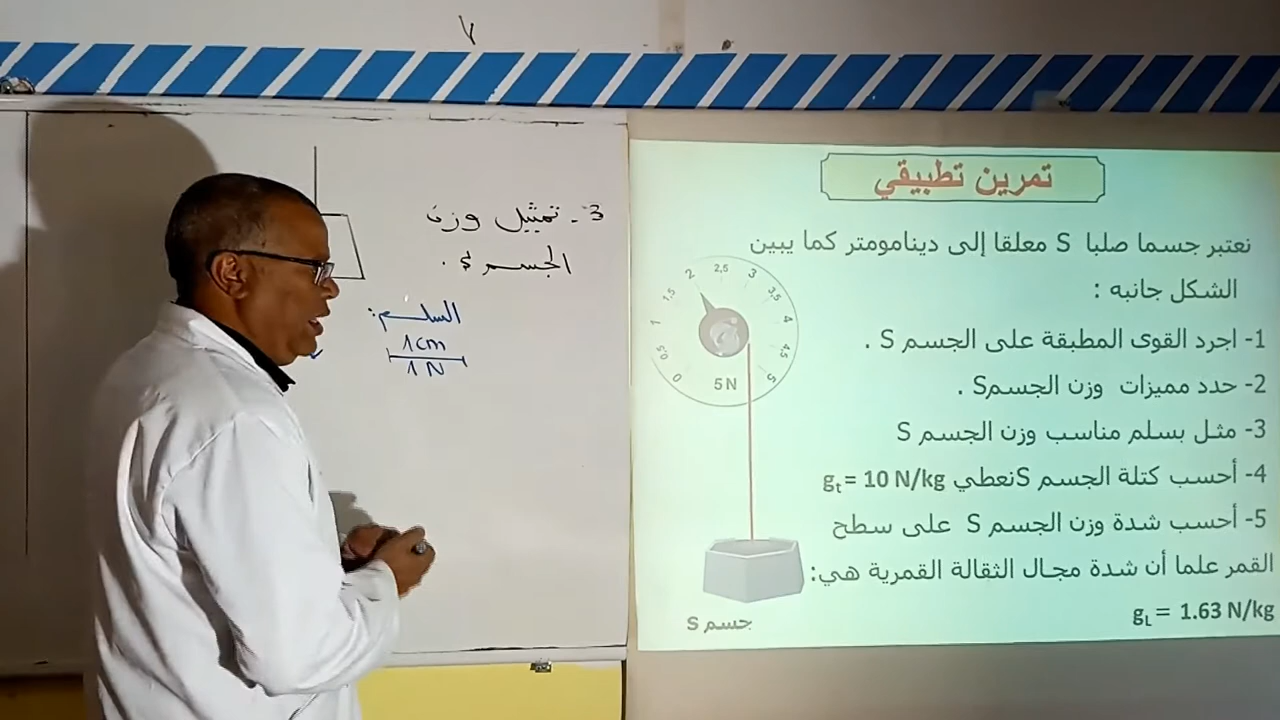 تمرين تطبيقي
نعتبر جسما صلبا S معلقا إلى دينامومتر كما يبين
الشكل جانبه :
1- اجرد القوى المطبقة على الجسم S .
2- حدد مميزات وزن الجسمS .
3- مثل بسلم مناسب وزن الجسم S
4- أحسب كتلة الجسم Sنعطي gt = 10 N/kg
5- أحسب شدة وزن الجسم S على سطح
القمر علما أن شدة مجال الثقالة القمرية هي:
gL = 1.63 N/kg
0 0,5 1 1,5 2 2,5 3 3,5 4 4,5 5
5 N
جسم S
3- تمثيل وزن
الجسم S .
السلم:
1cm
1N